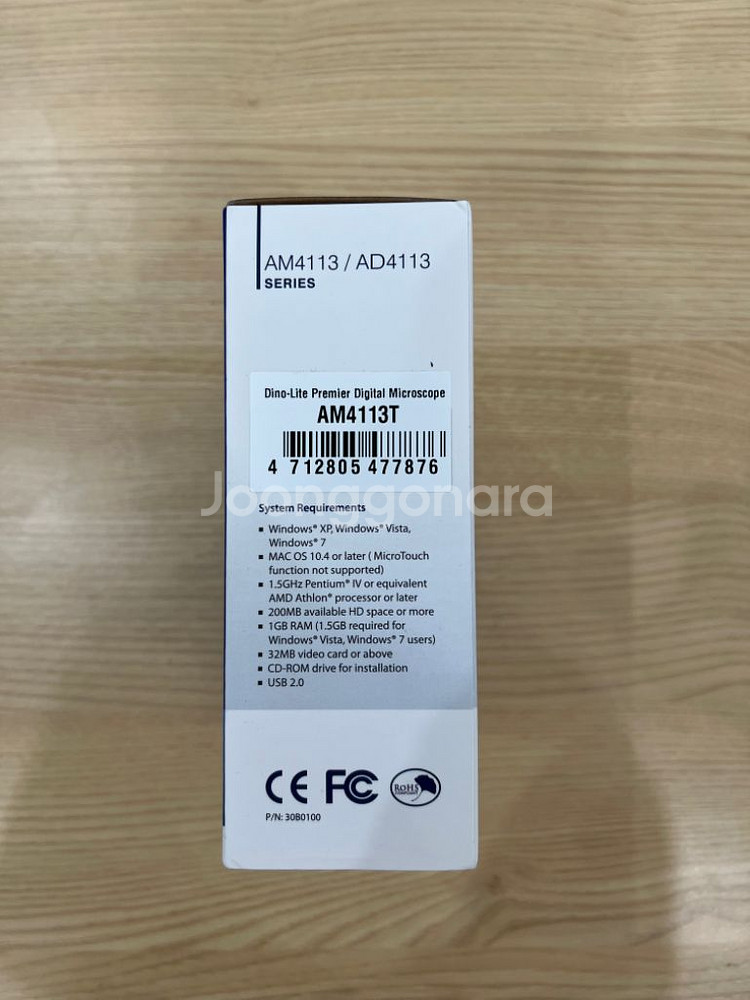 AM4113 / AD4113
SERIES
Dino-Lite Premier Digital Microscope
AM4113T
4 712805 477876
Joonggonara
System Requirements
▪ Windows® XP, Windows® Vista,
Windows® 7
▪ MAC OS 10.4 or later ( MicroTouch
function not supported)
▪ 1.5GHz Pentium® IV or equivalent
AMD Athlon® processor or later
▪ 200MB available HD space or more
▪ 1GB RAM (1.5GB required for
Windows® Vista, Windows® 7 users)
▪ 32MB video card or above
▪ CD-ROM drive for installation
▪ USB 2.0
CE FC RoHS
COMPLIANT
P/N: 30B0100